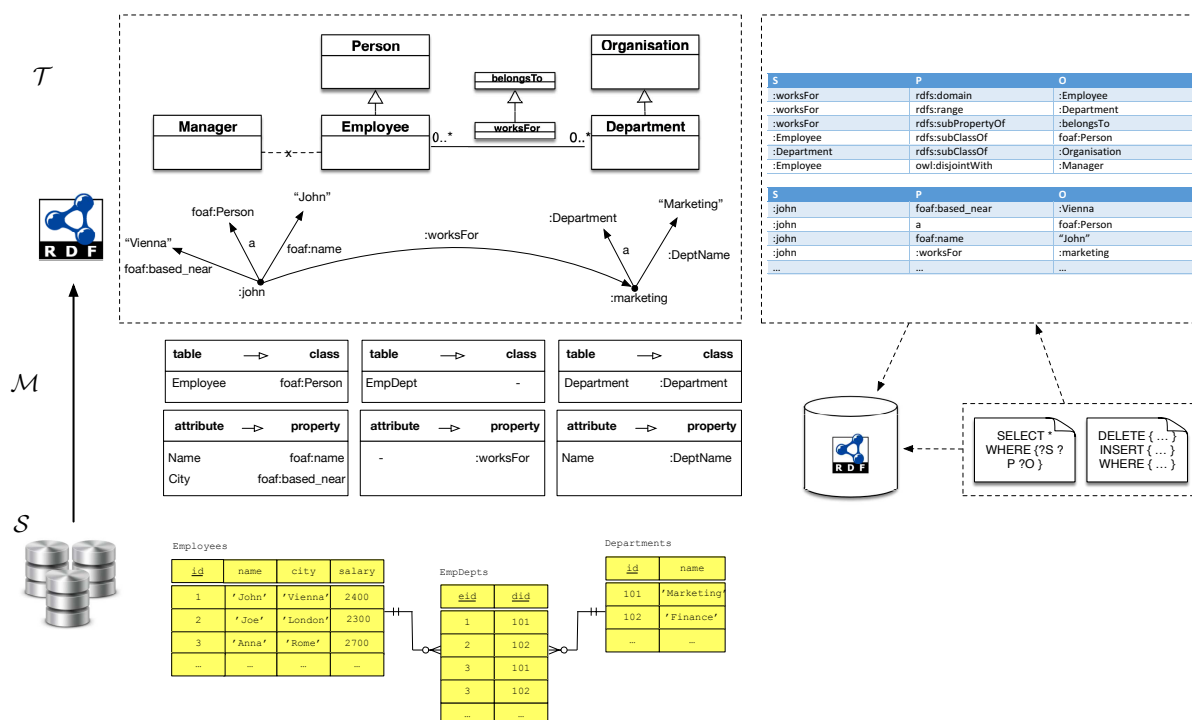 𝒯
Person
Organisation
belongsTo
Manager
Employee
0..*
worksFor
0..*
Department
x
"John"
foaf:Person
"Vienna"
a
foaf:name
foaf:based_near
:john
:worksFor
:Department
"Marketing"
a
:DeptName
:marketing
RDF
S P O
:worksFor rdfs:domain :Employee
:worksFor rdfs:range :Department
:worksFor rdfs:subPropertyOf :belongsTo
:Employee rdfs:subClassOf foaf:Person
:Department rdfs:subClassOf :Organisation
:Employee owl:disjointWith :Manager
S P O
:john foaf:based_near :Vienna
:john a foaf:Person
:john foaf:name "John"
:john :worksFor :marketing
... ... ...
ℳ
table class
Employee foaf:Person
table class
EmpDept -
table class
Department :Department
attribute property
Name foaf:name
City foaf:based_near
attribute property
- :worksFor
attribute property
Name :DeptName
RDF
SELECT *
WHERE {?S ?
P ?O }
DELETE { ... }
INSERT { ... }
WHERE { ... }
𝒮
Employees
id name city salary
1 'John' 'Vienna' 2400
2 'Joe' 'London' 2300
3 'Anna' 'Rome' 2700
... ... ... ...
EmpDepts
eid did
1 101
2 102
3 101
3 102
... ...
Departments
id name
101 'Marketing'
102 'Finance'
... ...